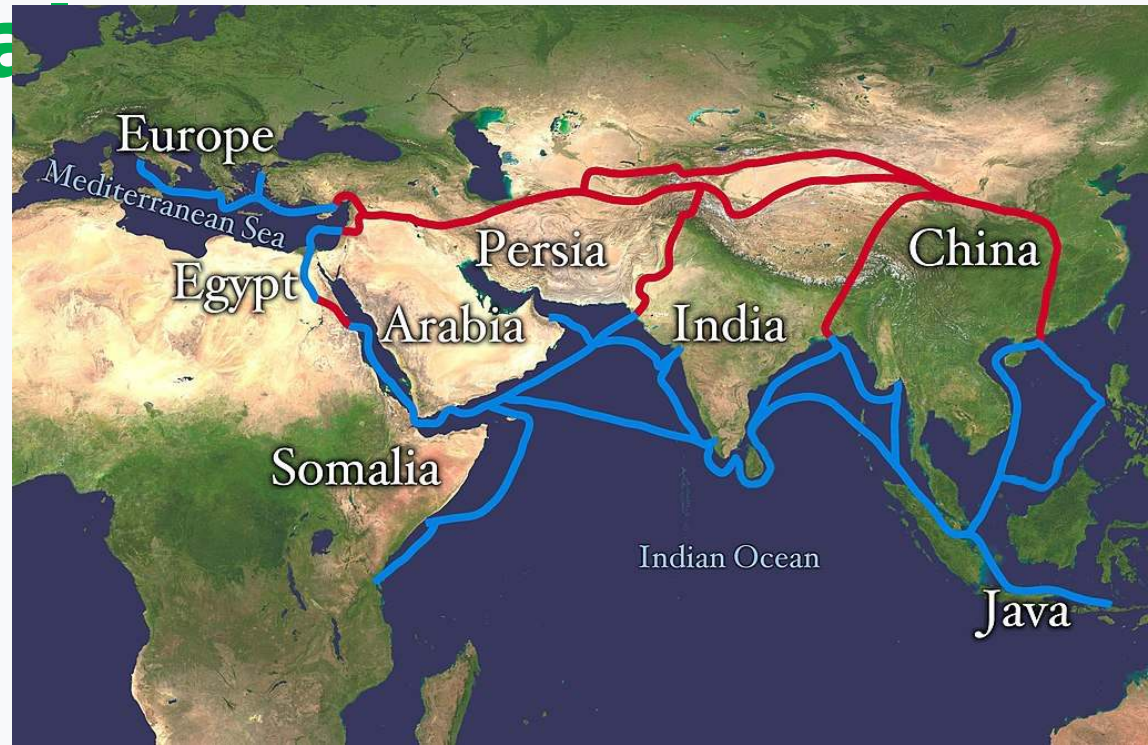 Europe
Mediterranean Sea
Egypt
Persia
China
Arabia
India
Somalia
Indian Ocean
Java